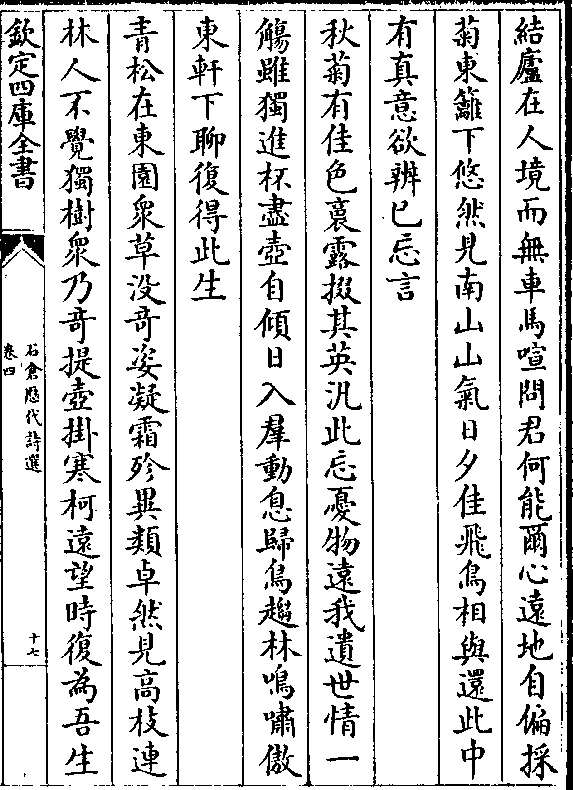 結廬在人境而無車馬喧問君何能爾心逺地自偏採
菊東籬下悠然見南山山氣日夕佳飛鳥相與還此中
有真意欲辨已忘言
秋菊有佳色裛露掇其英汎此忘憂物逺我遺世情一
觴雖獨進杯盡壺自傾日入羣動息歸鳥趨林鳴嘯傲
東軒下聊復得此生
青松在東園衆草没竒姿凝霜殄異類卓然見高枝連
林人不覺獨樹衆乃竒提壺掛寒柯逺望時復為吾生
欽定四庫全書
石倉歴代詩選
卷四
十七